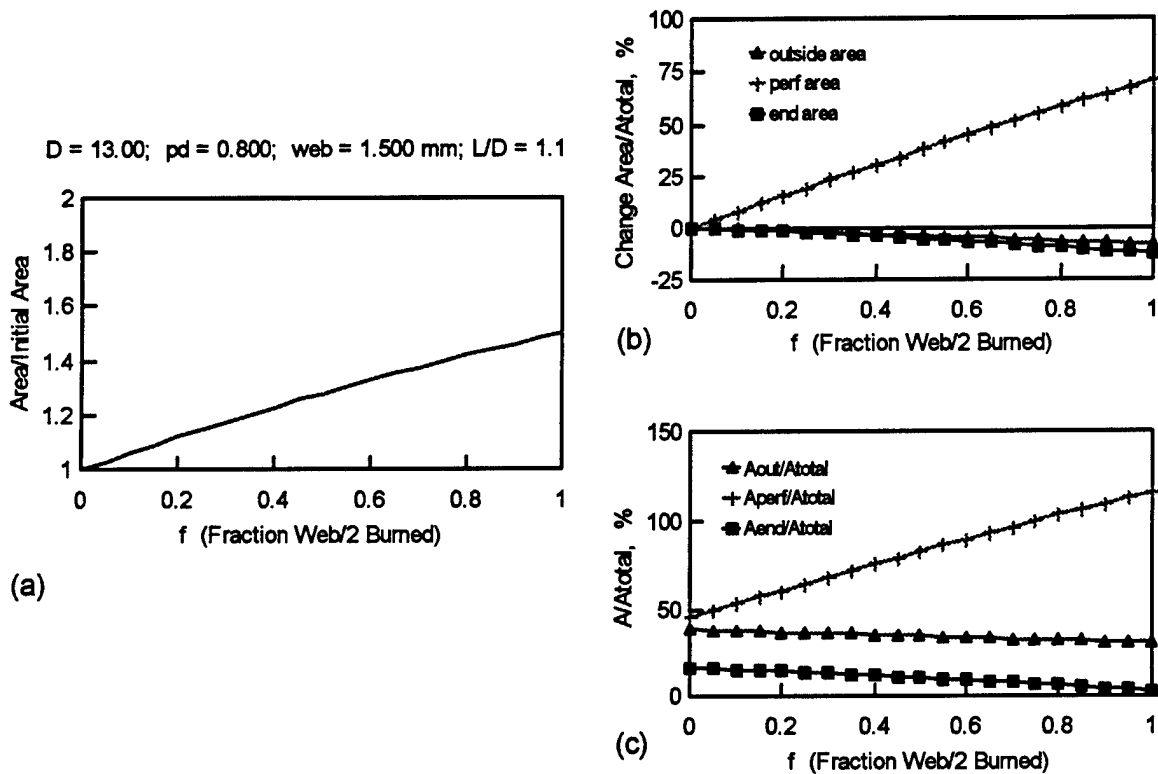 D = 13.00; pd = 0.800; web = 1.500 mm; L/D = 1.1
Area/Initial Area
2
1.8
1.6
1.4
1.2
1
0 0.2 0.4 0.6 0.8 1
f (Fraction Web/2 Burned)
(a)
Change Area/Atotal, %
100
75
50
25
0
-25
outside area
perf area
end area
0 0.2 0.4 0.6 0.8 1
f (Fraction Web/2 Burned)
(b)
A/Atotal, %
150
100
50
0
Aout/Atotal
Aperf/Atotal
Aend/Atotal
0 0.2 0.4 0.6 0.8 1
f (Fraction Web/2 Burned)
(c)